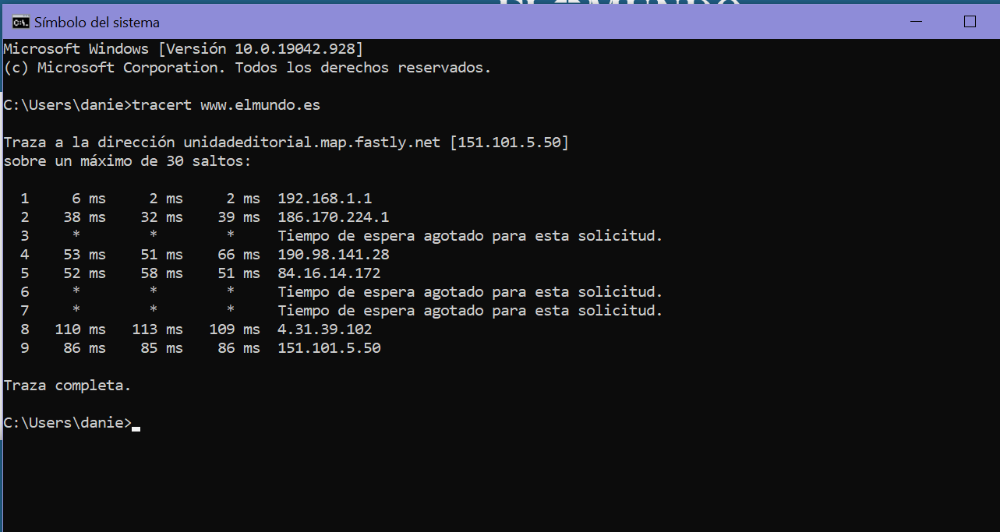 Símbolo del sistema
Microsoft Windows [Versión 10.0.19042.928]
(c) Microsoft Corporation. Todos los derechos reservados.
C:\Users\danie>tracert www.elmundo.es
Traza a la dirección unidadeditorial.map.fastly.net [151.101.5.50]
sobre un máximo de 30 saltos:
1 6 ms 2 ms 2 ms 192.168.1.1
2 38 ms 32 ms 39 ms 186.170.224.1
3 * * * Tiempo de espera agotado para esta solicitud.
4 53 ms 51 ms 66 ms 190.98.141.28
5 52 ms 58 ms 51 ms 84.16.14.172
6 * * * Tiempo de espera agotado para esta solicitud.
7 * * * Tiempo de espera agotado para esta solicitud.
8 110 ms 113 ms 109 ms 4.31.39.102
9 86 ms 85 ms 86 ms 151.101.5.50
Traza completa.
C:\Users\danie>